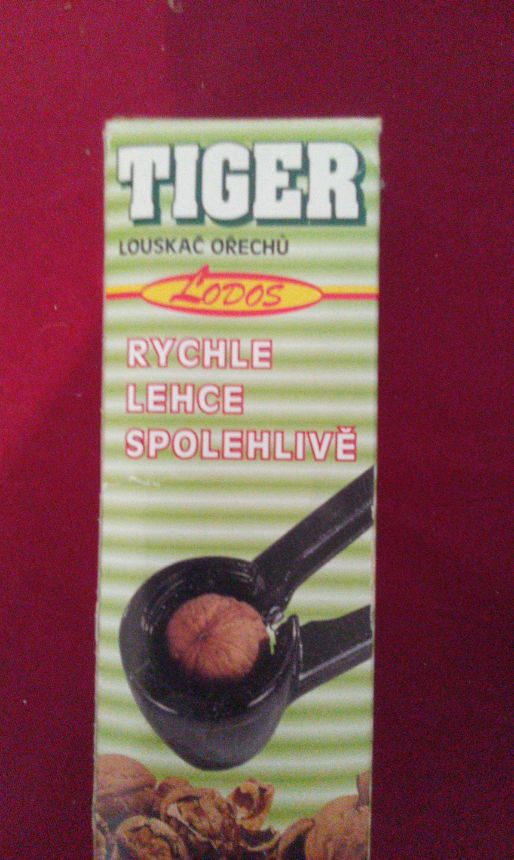 TIGER
LOUSKAČ OŘECHŮ
LODOS
RYCHLE
LEHCE
SPOLEHLIVĚ